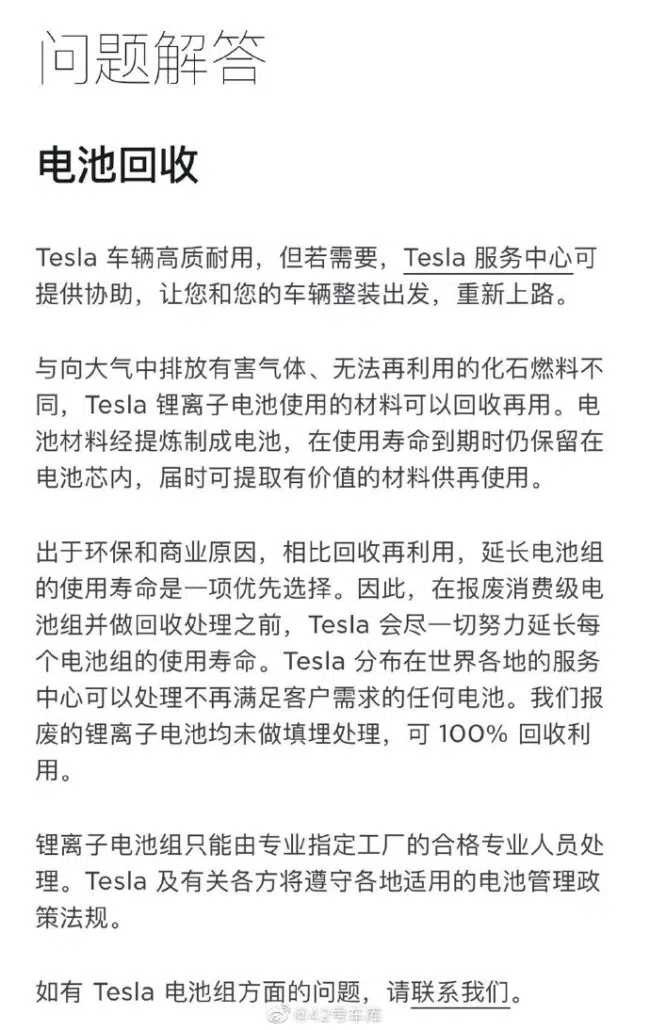 问题解答
电池回收
Tesla 车辆高质耐用，但若需要，Tesla 服务中心可
提供协助，让您和您的车辆整装出发，重新上路。
与向大气中排放有害气体、无法再利用的化石燃料不
同，Tesla 锂离子电池使用的材料可以回收再用。电
池材料经提炼制成电池，在使用寿命到期时仍保留在
电池芯内，届时可提取有价值的材料供再使用。
出于环保和商业原因，相比回收再利用，延长电池组
的使用寿命是一项优先选择。因此，在报废消费级电
池组并做回收处理之前，Tesla 会尽一切努力延长每
个电池组的使用寿命。Tesla 分布在世界各地的服务
中心可以处理不再满足客户需求的任何电池。我们报
废的锂离子电池均未做填埋处理，可 100% 回收利
用。
锂离子电池组只能由专业指定工厂的合格专业人员处
理。Tesla 及有关各方将遵守各地适用的电池管理政
策法规。
如有 Tesla 电池组方面的问题，请联系我们。
@42号车库